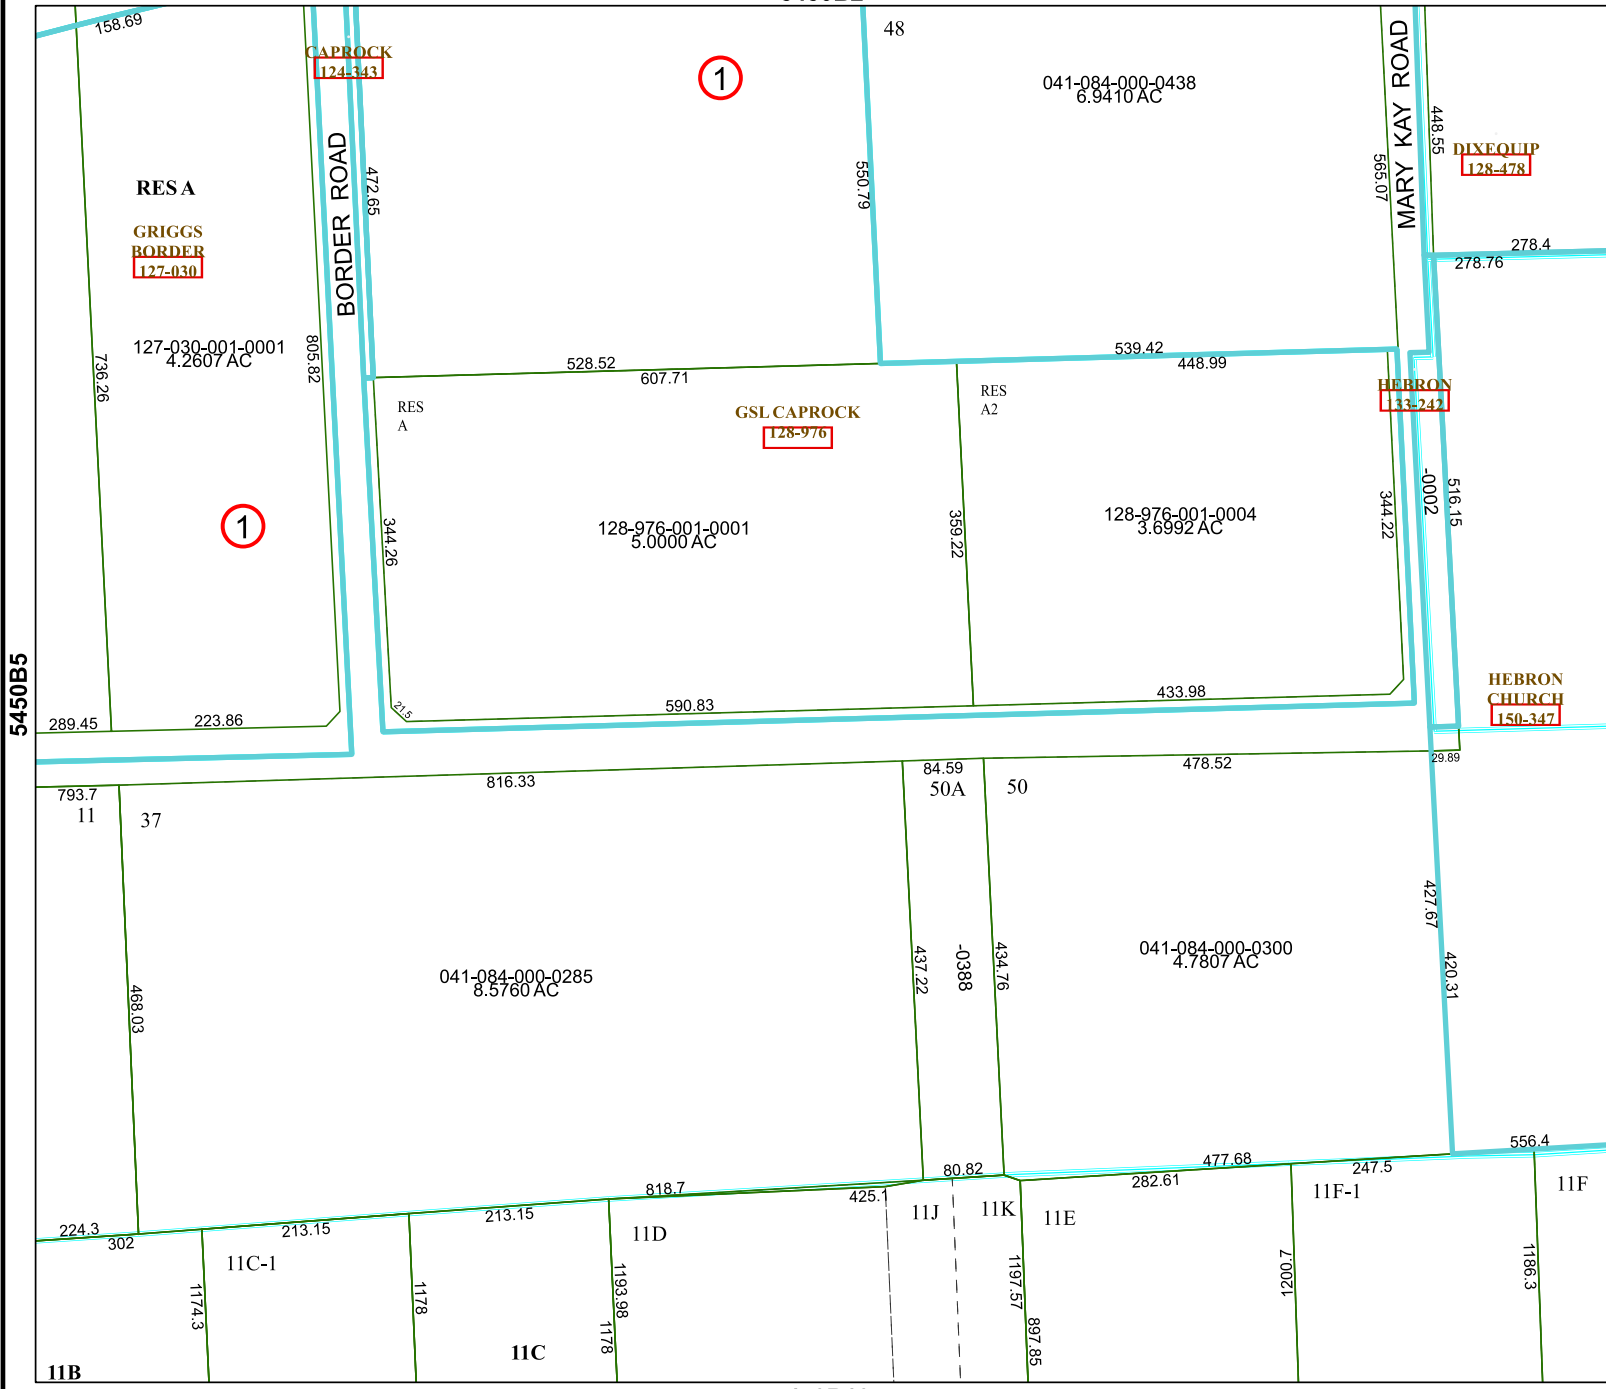 158.69
CAPROCK
124-343
1
48
041-084-000-0438
6.9410 AC
MARY KAY ROAD
448.55
DIXEQUIP
128-478
BORDER ROAD
472.65
550.79
565.07
RES A
GRIGGS
BORDER
127-030
278.4
278.76
127-030-001-0001
4.2607 AC
736.26
805.82
528.52
607.71
539.42
448.99
RES
A
GSL CAPROCK
128-976
RES
A2
HEBRON
133-242
-0002
516.15
1
344.26
128-976-001-0001
5.0000 AC
359.22
128-976-001-0004
3.6992 AC
344.22
5450B5
HEBRON
CHURCH
150-347
289.45
223.86
21.5
590.83
433.98
793.7
11
37
816.33
84.59
50A
50
478.52
29.89
427.67
420.31
468.03
041-084-000-0285
8.5760 AC
437.22
-0388
434.76
041-084-000-0300
4.7807 AC
556.4
224.3
302
213.15
213.15
818.7
425.1
80.82
477.68
282.61
247.5
11C-1
11D
11J
11K
11E
11F-1
11F
1174.3
1178
1193.98
1178
1197.57
897.85
1200.7
1186.3
11B
11C